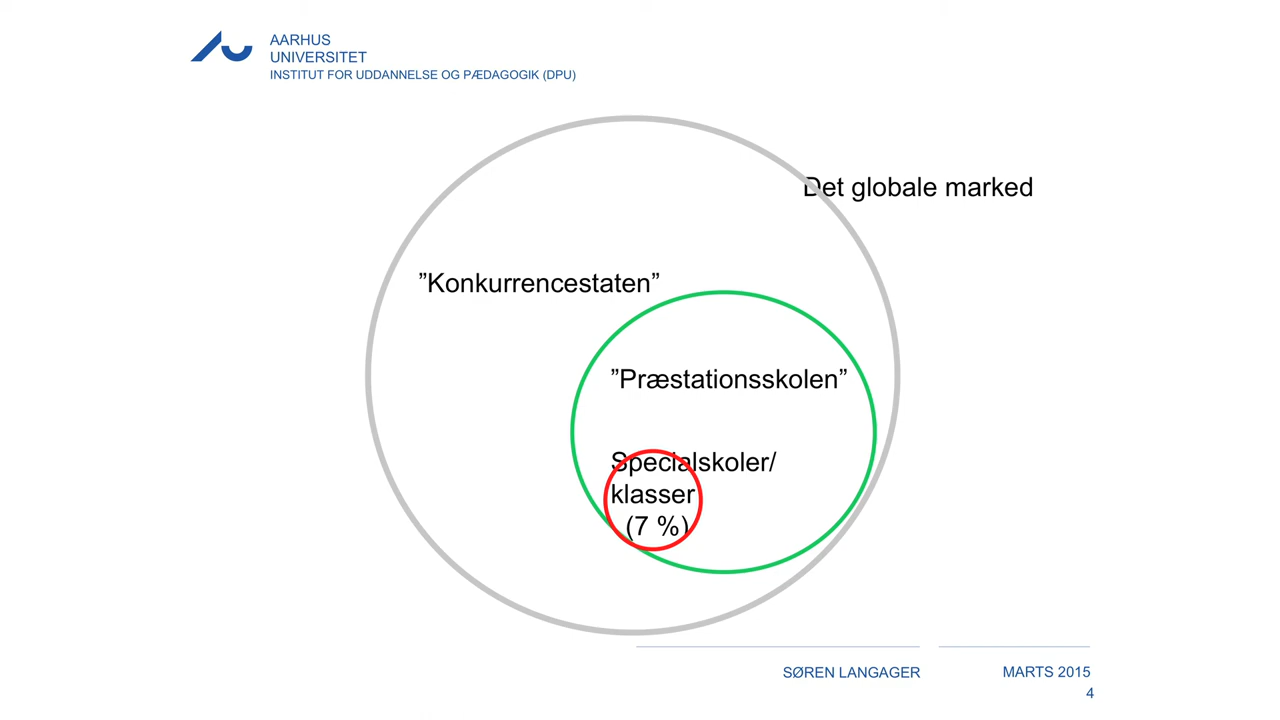 AARHUS
UNIVERSITET
INSTITUT FOR UDDANNELSE OG PÆDAGOGIK (DPU)
Det globale marked
”Konkurrencestaten”
”Præstationsskolen”
Specialskoler/
klasser
(7 %)
SØREN LANGAGER
MARTS 2015
4